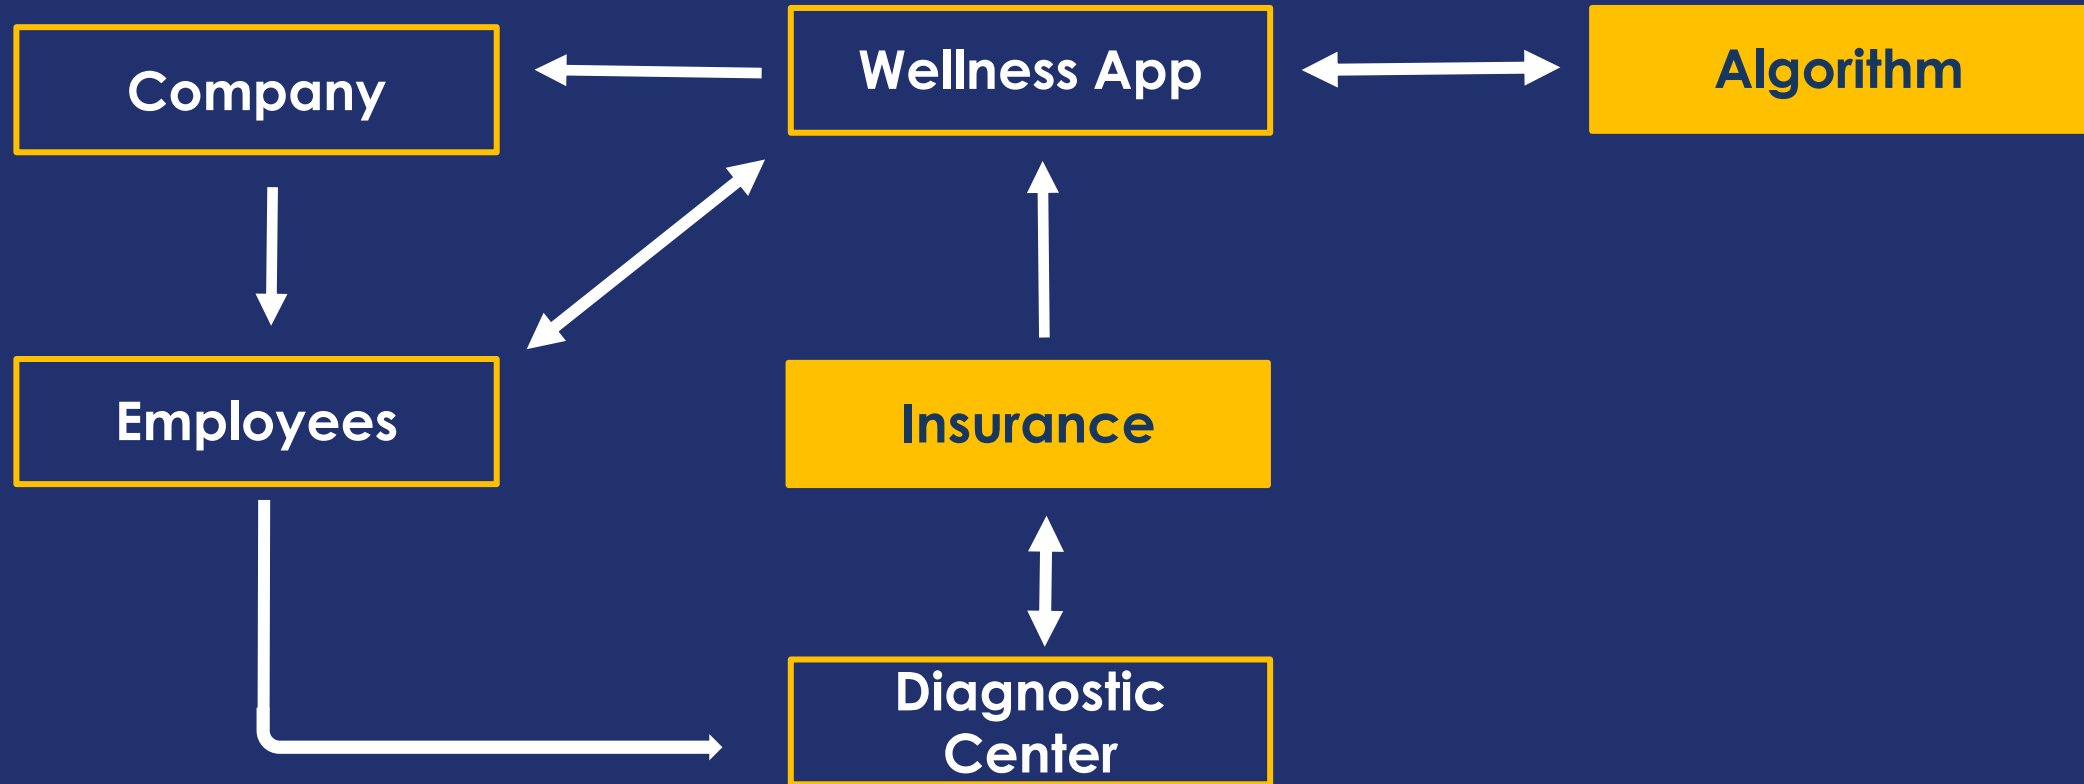 Company
Wellness App
Algorithm
Employees
Insurance
Diagnostic
Center